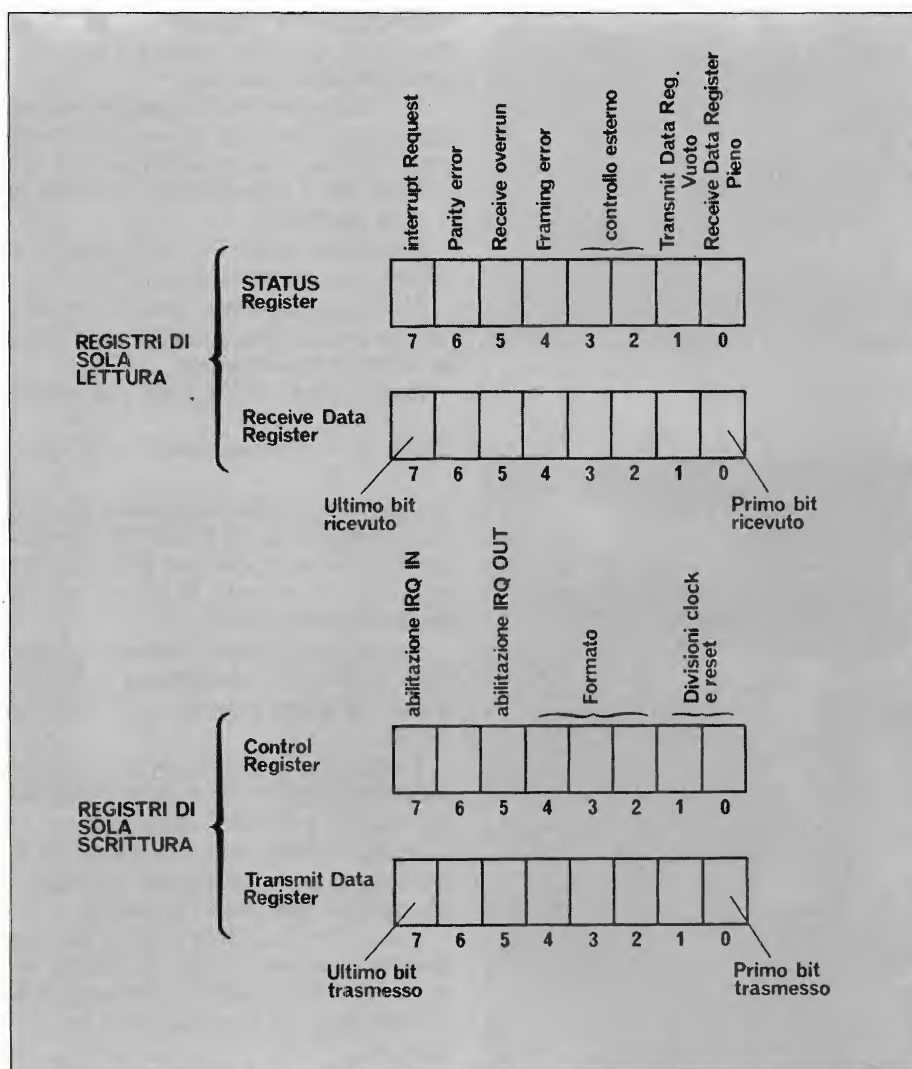 interrupt Request
Parity error
Receive overrun
Framing error
controllo esterno
Transmit Data Reg.
Vuoto
Receive Data Register
Pieno
STATUS
Register
7 6 5 4 3 2 1 0
REGISTRI DI
SOLA
LETTURA
Receive Data
Register
7 6 5 4 3 2 1 0
Ultimo bit
ricevuto
Primo bit
ricevuto
abilitazione IRQ IN
abilitazione IRQ OUT
Formato
Divisioni clock
e reset
Control
Register
7 6 5 4 3 2 1 0
REGISTRI DI
SOLA
SCRITTURA
Transmit Data
Register
7 6 5 4 3 2 1 0
Ultimo bit
trasmesso
Primo bit
trasmesso